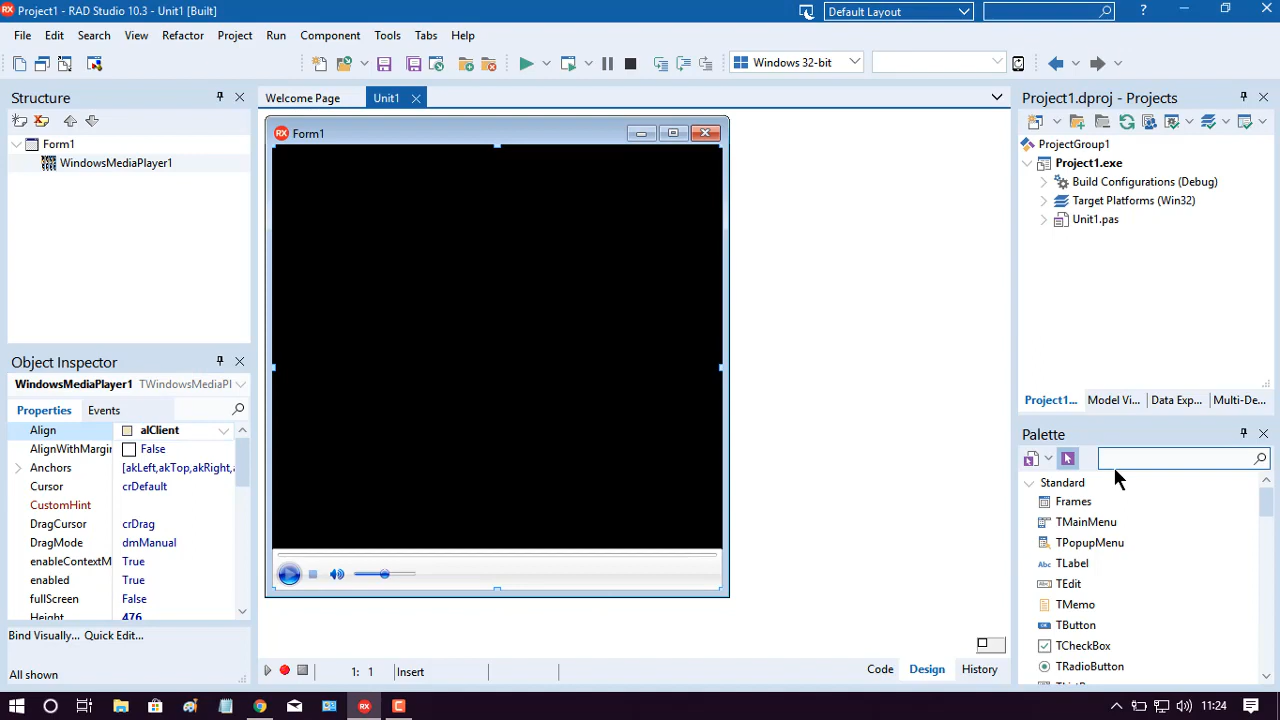 Project1 - RAD Studio 10.3 - Unit1 [Built]
Default Layout
?
File Edit Search View Refactor Project Run Component Tools Tabs Help
Windows 32-bit
Structure
Form1
WindowsMediaPlayer1
Object Inspector
WindowsMediaPlayer1 TWindowsMediaPl
Properties Events
Align alClient
AlignWithMargin False
Anchors [akLeft,akTop,akRight,a
Cursor crDefault
CustomHint
DragCursor crDrag
DragMode dmManual
enableContextM True
enabled True
fullScreen False
Height 476
Bind Visually... Quick Edit...
All shown
Welcome Page Unit1
RX Form1
1: 1 Insert
Code Design History
Project1.dproj - Projects
ProjectGroup1
Project1.exe
Build Configurations (Debug)
Target Platforms (Win32)
Unit1.pas
Project1... Model Vi... Data Exp... Multi-De...
Palette
Standard
Frames
TMainMenu
TPopupMenu
Abc TLabel
Abc TEdit
TMemo
TButton
TCheckBox
TRadioButton
RX
C
11:24